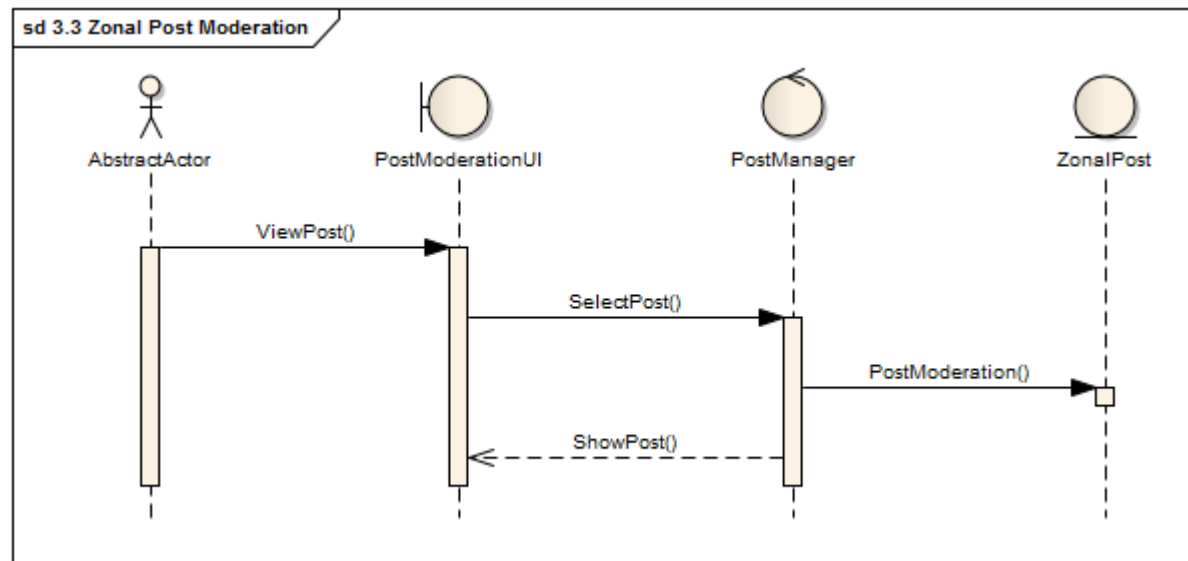 sd 3.3 Zonal Post Moderation
AbstractActor
PostModerationUI
PostManager
ZonalPost
ViewPost()
SelectPost()
PostModeration()
ShowPost()